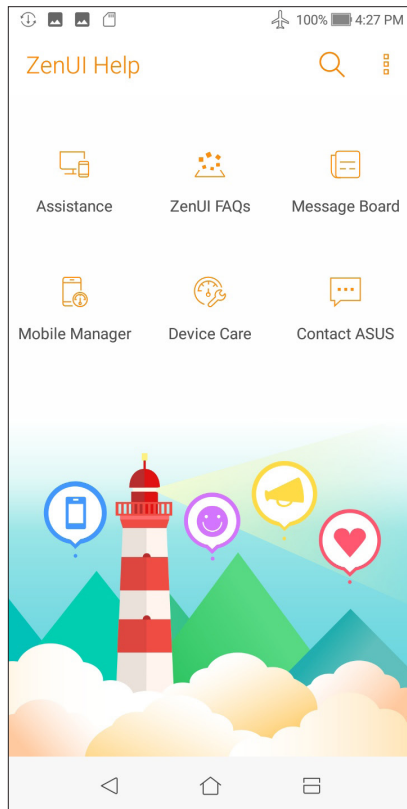 100% 4:27 PM
ZenUI Help
Assistance ZenUI FAQs Message Board
Mobile Manager Device Care Contact ASUS